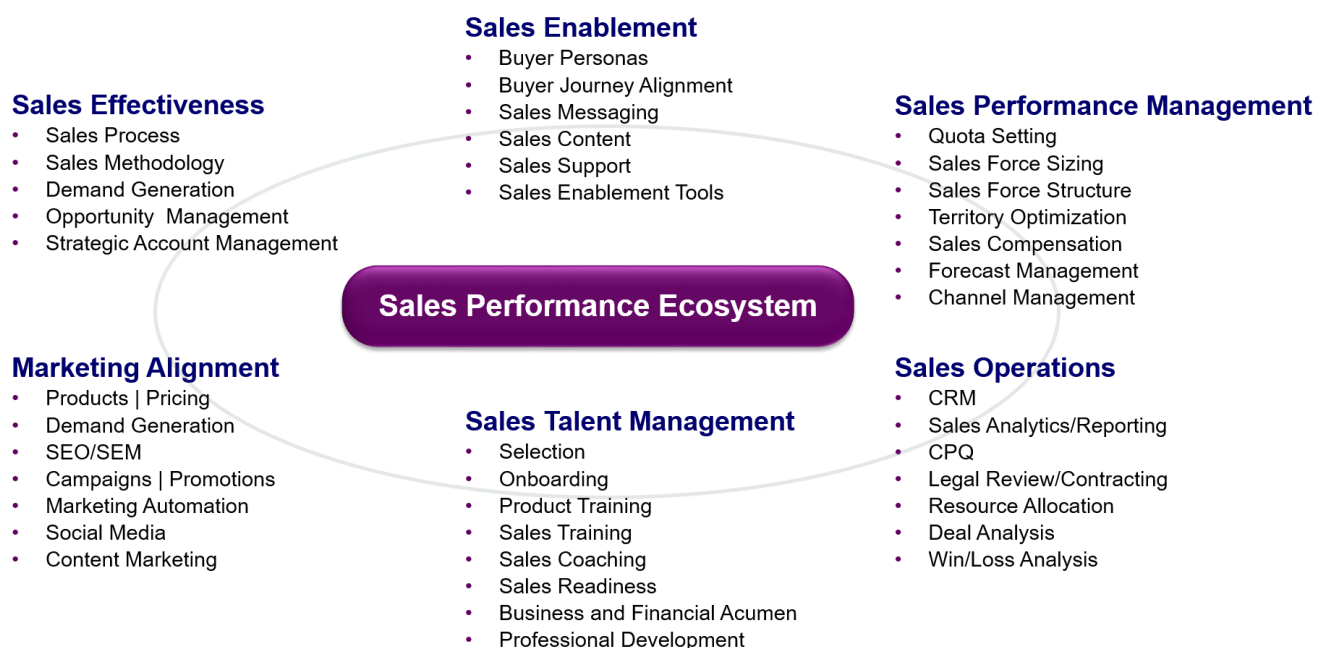 Sales Enablement
• Buyer Personas
• Buyer Journey Alignment
• Sales Messaging
• Sales Content
• Sales Support
• Sales Enablement Tools
Sales Effectiveness
• Sales Process
• Sales Methodology
• Demand Generation
• Opportunity  Management
• Strategic Account Management
Sales Performance Management
• Quota Setting
• Sales Force Sizing
• Sales Force Structure
• Territory Optimization
• Sales Compensation
• Forecast Management
• Channel Management
Sales Performance Ecosystem
Marketing Alignment
• Products | Pricing
• Demand Generation
• SEO/SEM
• Campaigns | Promotions
• Marketing Automation
• Social Media
• Content Marketing
Sales Talent Management
• Selection
• Onboarding
• Product Training
• Sales Training
• Sales Coaching
• Sales Readiness
• Business and Financial Acumen
• Professional Development
Sales Operations
• CRM
• Sales Analytics/Reporting
• CPQ
• Legal Review/Contracting
• Resource Allocation
• Deal Analysis
• Win/Loss Analysis